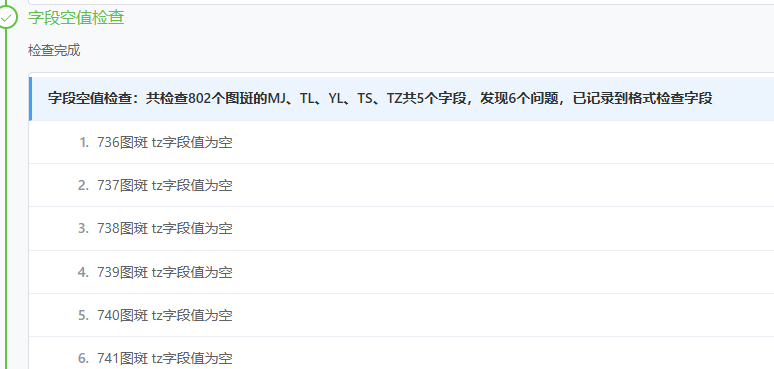 字段空值检查
检查完成
字段空值检查：共检查802个图斑的MJ、TL、YL、TS、TZ共5个字段，发现6个问题，已记录到格式检查字段
1. 736图斑 tz字段值为空
2. 737图斑 tz字段值为空
3. 738图斑 tz字段值为空
4. 739图斑 tz字段值为空
5. 740图斑 tz字段值为空
6. 741图斑 tz字段值为空